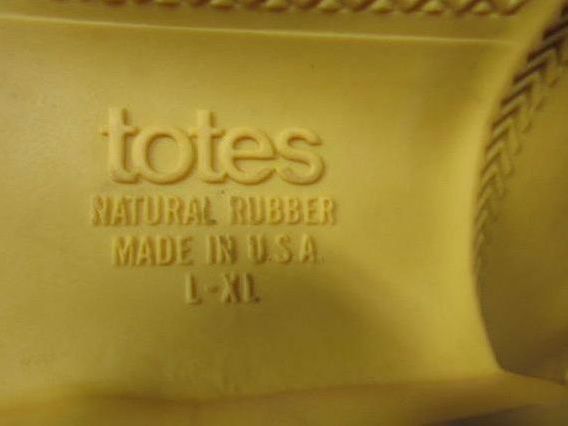 totes
NATURAL RUBBER
MADE IN U.S.A.
L-XL